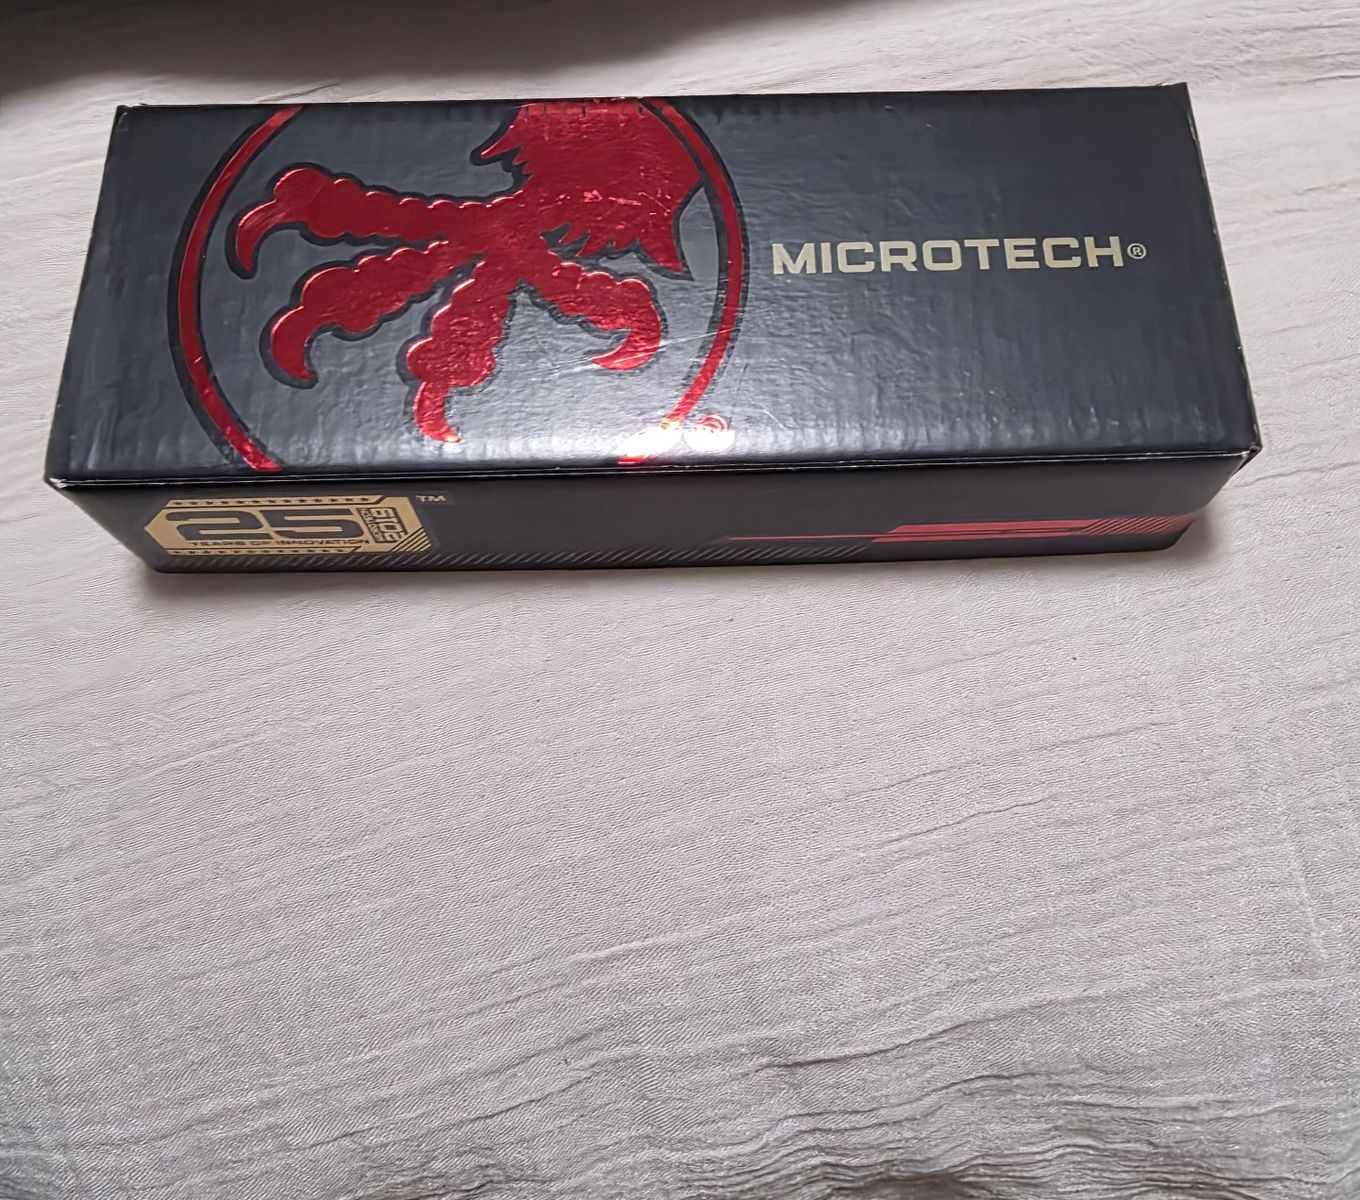 MICROTECH®
25 ™
YEARS OF INNOVATION